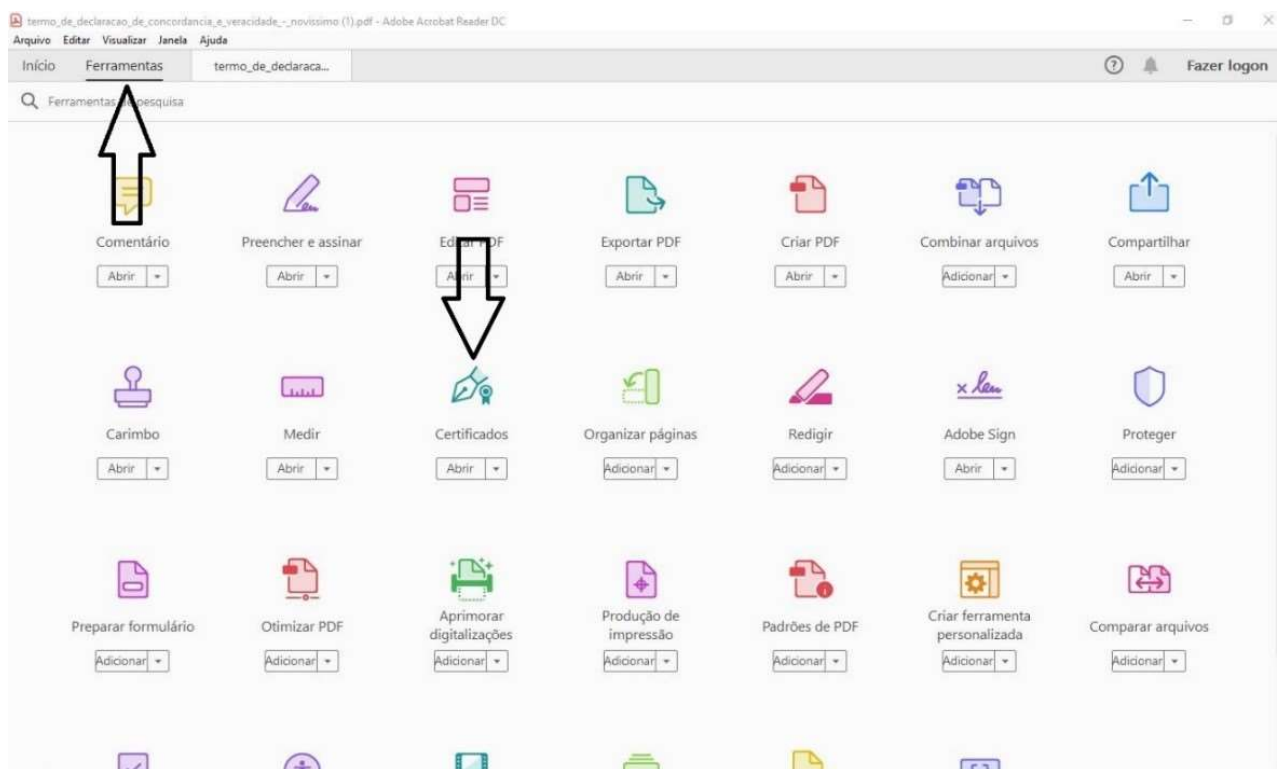 termo_de_declaracao_de_concordancia_e_veracidade_-_novissimo (1).pdf - Adobe Acrobat Reader DC
Arquivo Editar Visualizar Janela Ajuda
Início Ferramentas termo_de_declaraca... Fazer logon
Ferramentas de pesquisa
Comentário Preencher e assinar Editar PDF Exportar PDF Criar PDF Combinar arquivos Compartilhar
Abrir Abrir Abrir Abrir Abrir Adicionar Abrir
Carimbo Medir Certificados Organizar páginas Redigir Adobe Sign Proteger
Abrir Abrir Abrir Adicionar Adicionar Abrir Adicionar
Preparar formulário Otimizar PDF Aprimorar digitalizações Produção de impressão Padrões de PDF Criar ferramenta personalizada Comparar arquivos
Adicionar Adicionar Adicionar Adicionar Adicionar Adicionar Adicionar